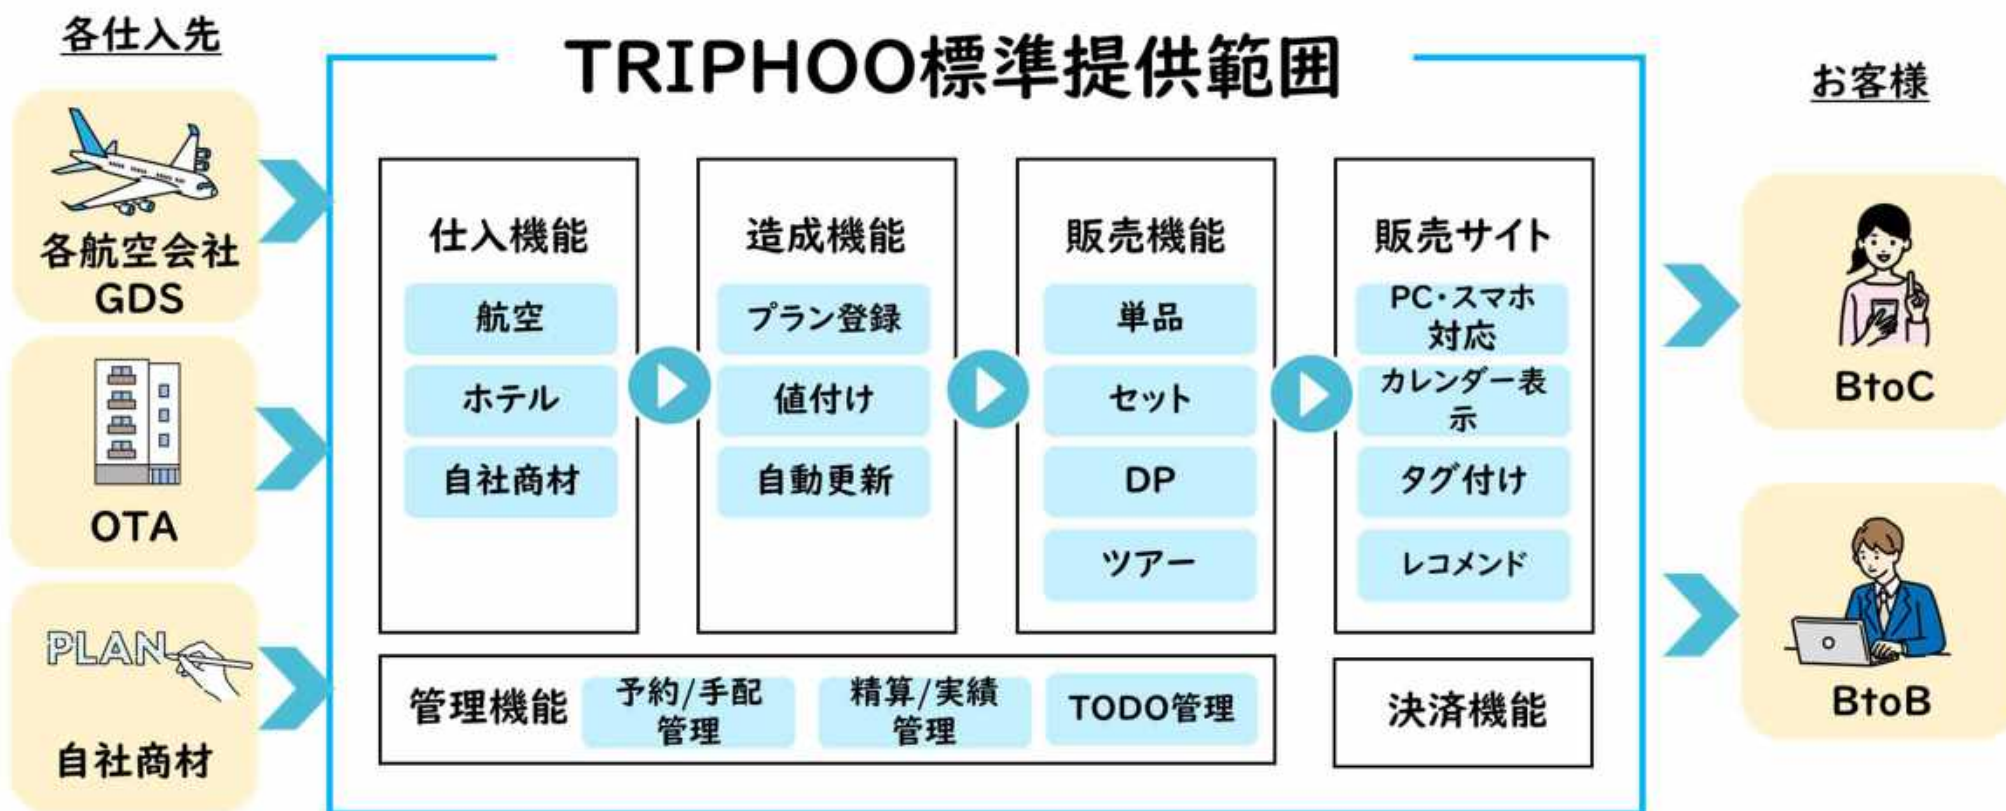 各仕入先
各航空会社
GDS
OTA
PLAN
自社商材
TRIPHOO標準提供範囲
仕入機能
航空
ホテル
自社商材
造成機能
プラン登録
値付け
自動更新
販売機能
単品
セット
DP
ツアー
販売サイト
PC・スマホ
対応
カレンダー表
示
タグ付け
レコメンド
管理機能
予約/手配
管理
精算/実績
管理
TODO管理
決済機能
お客様
BtoC
BtoB